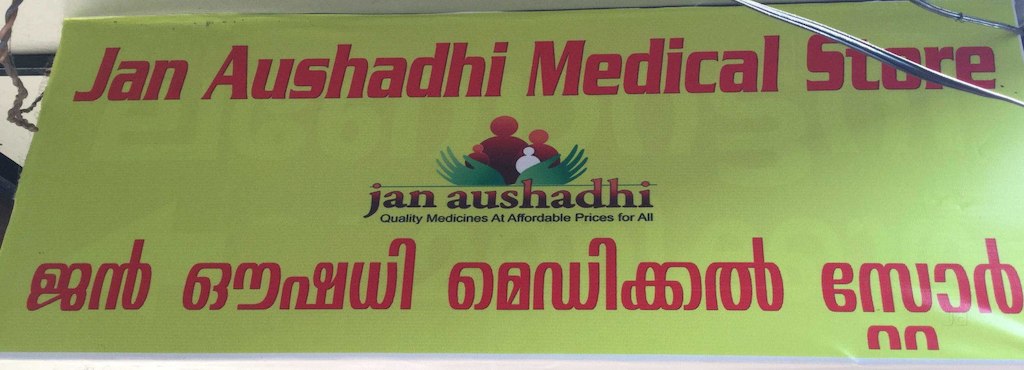 Jan Aushadhi Medical Store
jan aushadhi
Quality Medicines At Affordable Prices for All
ജൻ ഔഷധി മെഡിക്കൽ സ്റ്റോർ